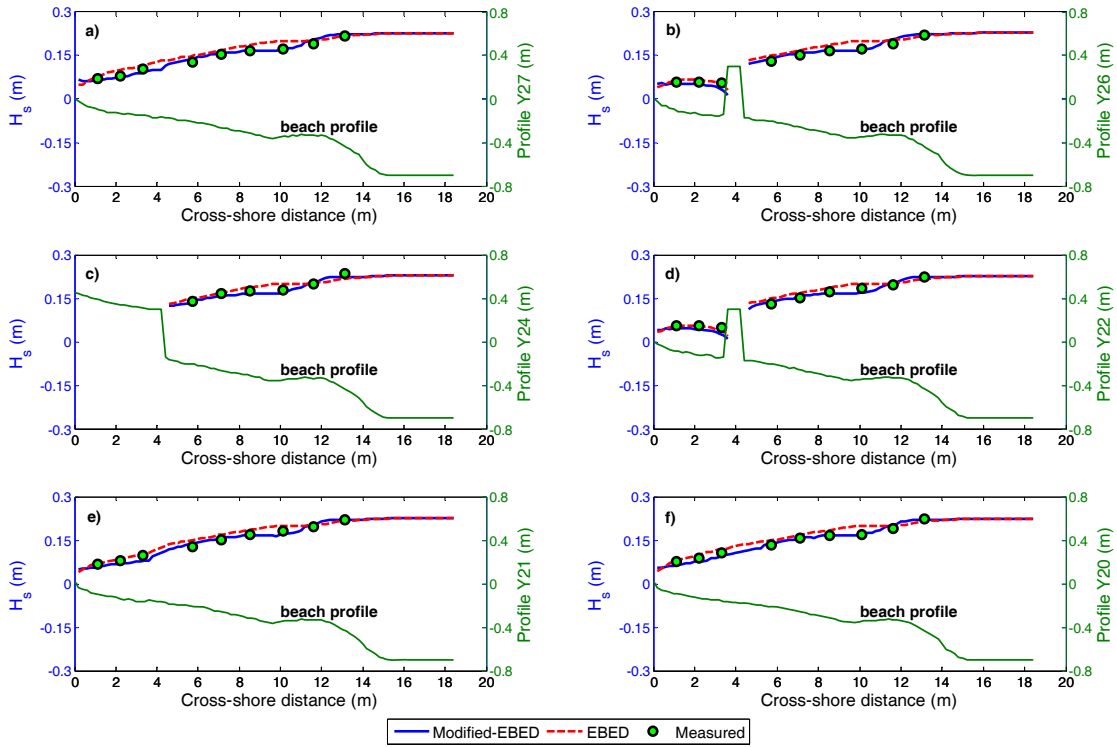 a)
0.3
0.15
0
-0.15
-0.3
H_s (m)
0.8
0.4
0
-0.4
-0.8
Profile Y27 (m)
beach profile
0 2 4 6 8 10 12 14 16 18 20
Cross-shore distance (m)
b)
0.3
0.15
0
-0.15
-0.3
H_s (m)
0.8
0.4
0
-0.4
-0.8
Profile Y26 (m)
beach profile
0 2 4 6 8 10 12 14 16 18 20
Cross-shore distance (m)
c)
0.3
0.15
0
-0.15
-0.3
H_s (m)
0.8
0.4
0
-0.4
-0.8
Profile Y24 (m)
beach profile
0 2 4 6 8 10 12 14 16 18 20
Cross-shore distance (m)
d)
0.3
0.15
0
-0.15
-0.3
H_s (m)
0.8
0.4
0
-0.4
-0.8
Profile Y22 (m)
beach profile
0 2 4 6 8 10 12 14 16 18 20
Cross-shore distance (m)
e)
0.3
0.15
0
-0.15
-0.3
H_s (m)
0.8
0.4
0
-0.4
-0.8
Profile Y21 (m)
beach profile
0 2 4 6 8 10 12 14 16 18 20
Cross-shore distance (m)
f)
0.3
0.15
0
-0.15
-0.3
H_s (m)
0.8
0.4
0
-0.4
-0.8
Profile Y20 (m)
beach profile
0 2 4 6 8 10 12 14 16 18 20
Cross-shore distance (m)
Modified-EBED EBED Measured